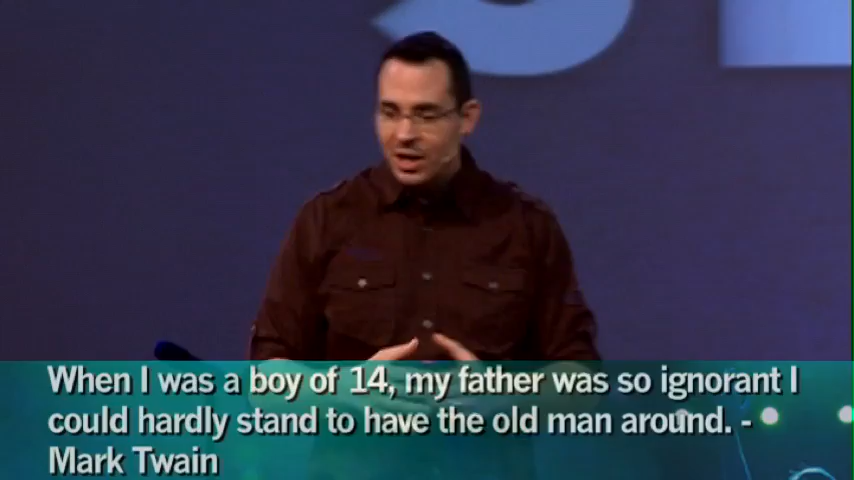 When I was a boy of 14, my father was so ignorant I
could hardly stand to have the old man around. -
Mark Twain